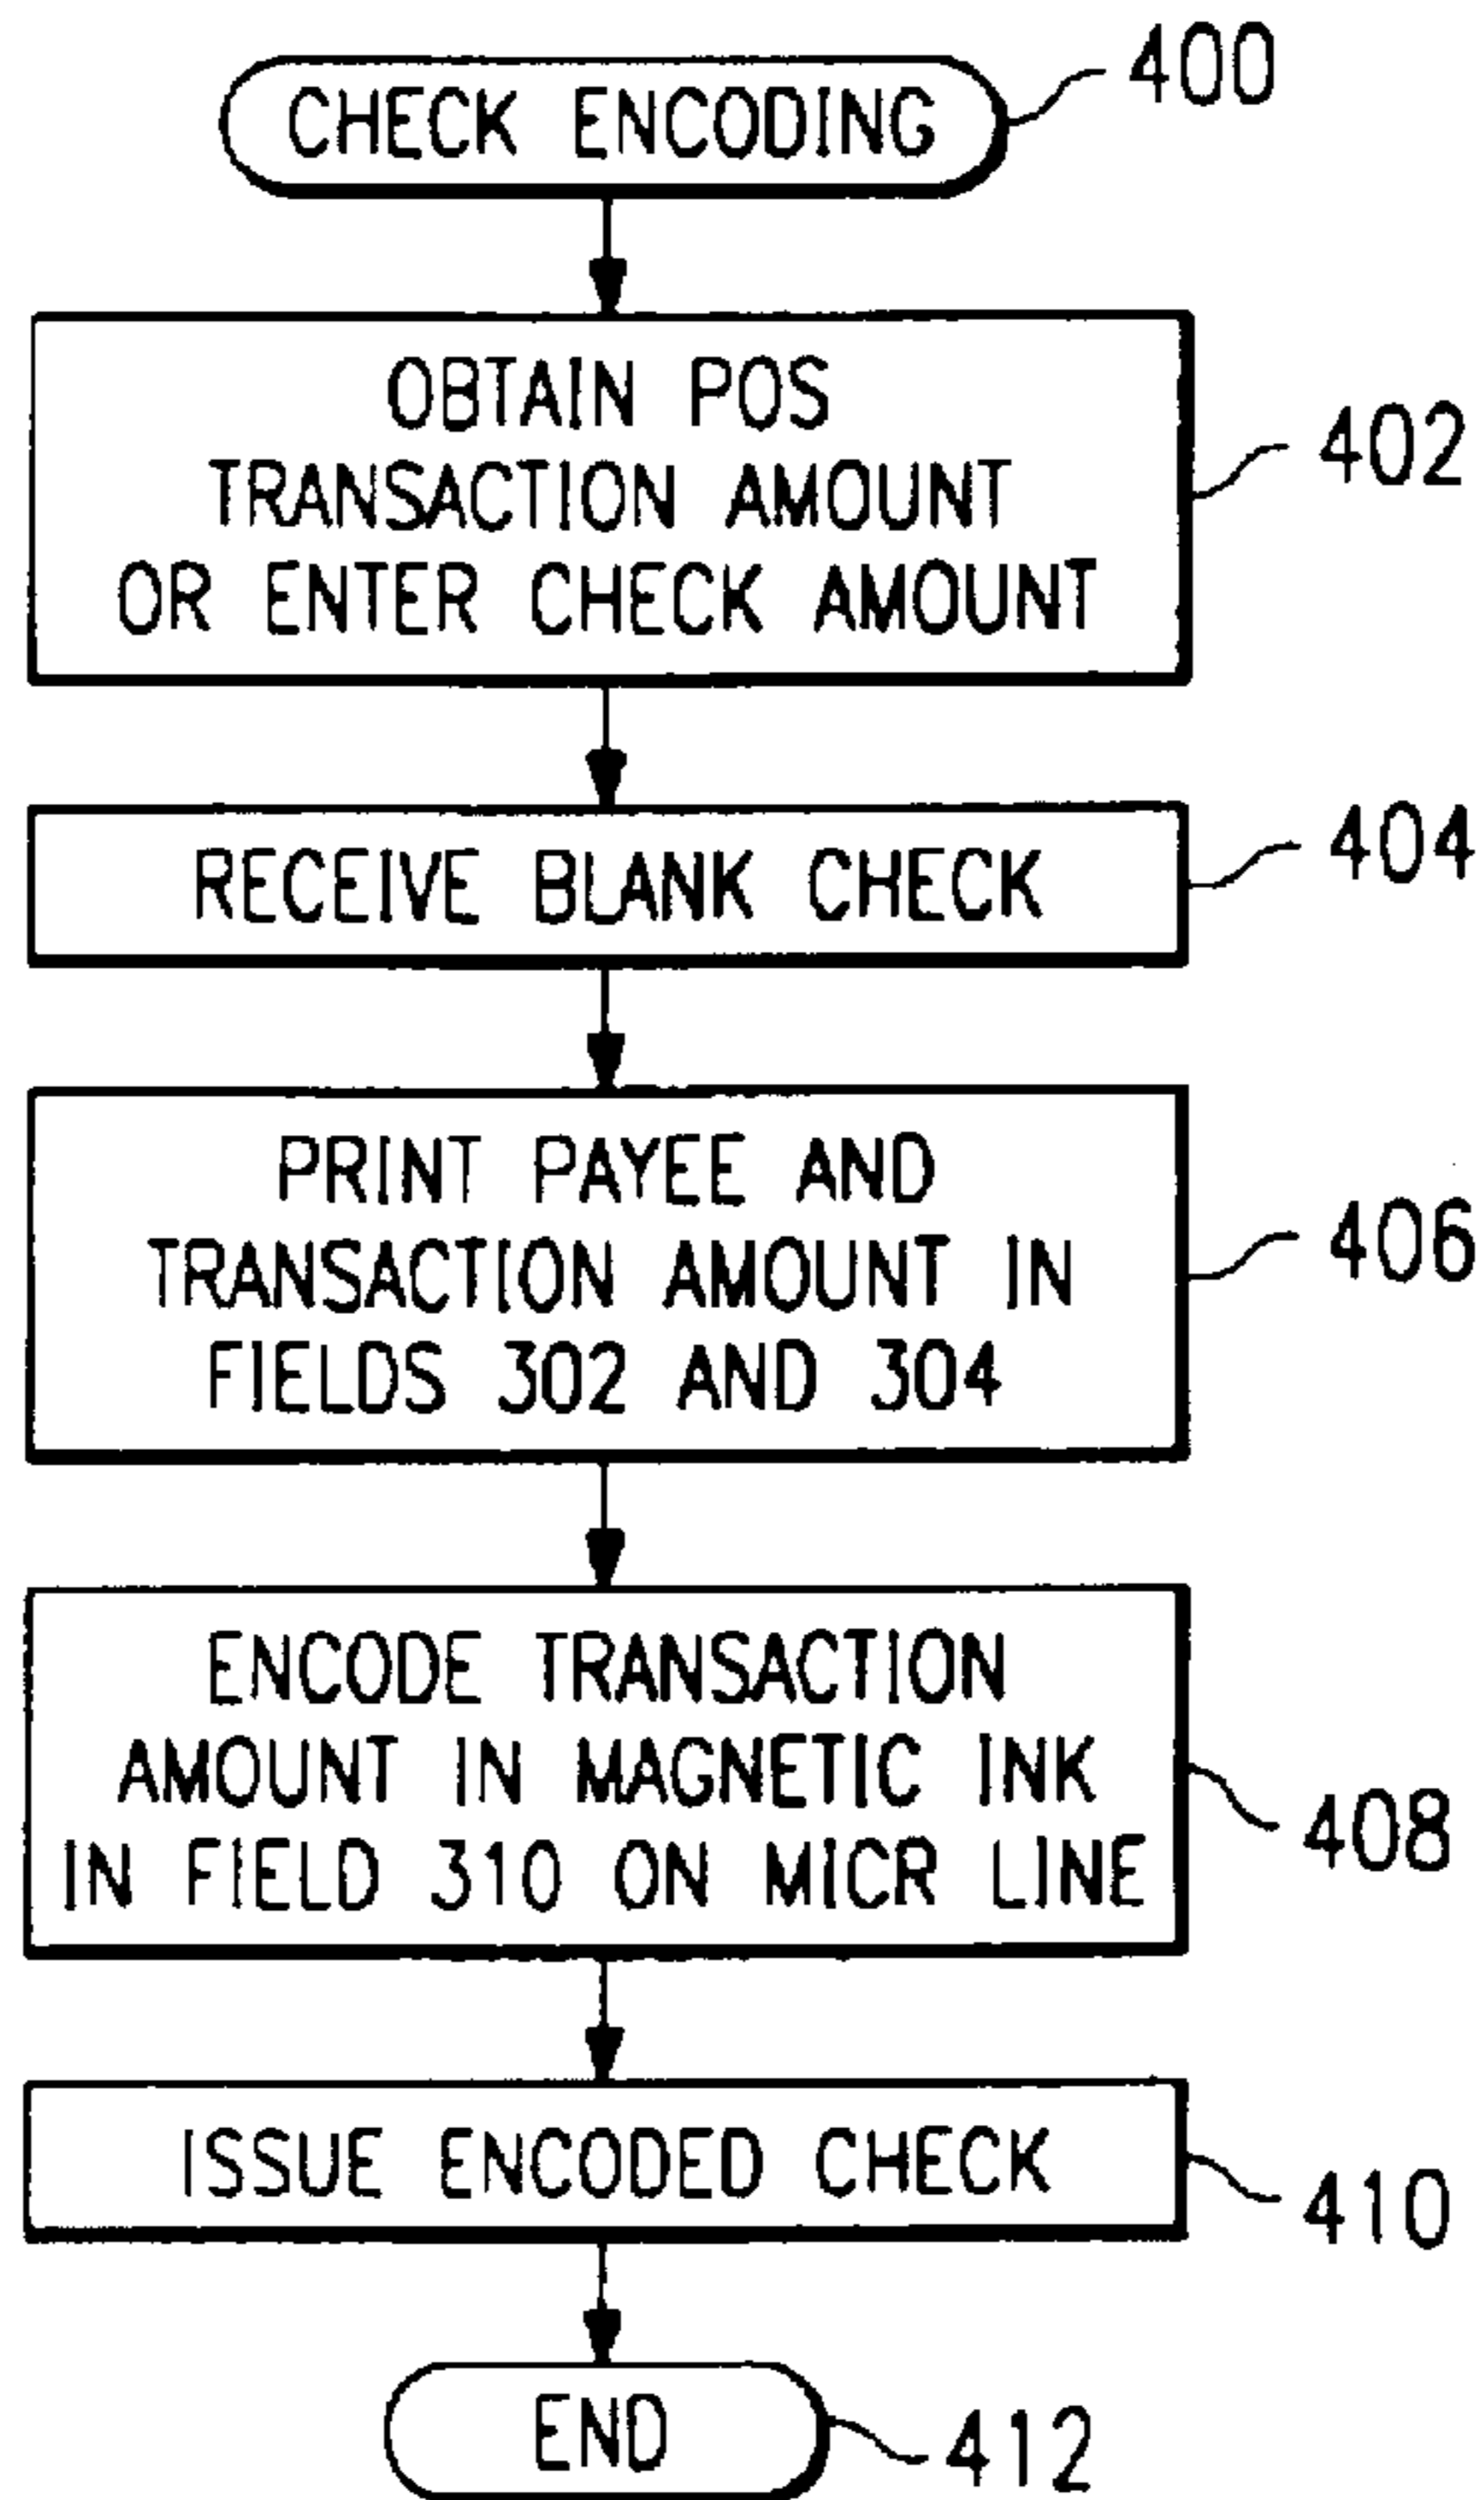 CHECK ENCODING
400
OBTAIN POS
TRANSACTION AMOUNT
OR ENTER CHECK AMOUNT
402
RECEIVE BLANK CHECK
404
PRINT PAYEE AND
TRANSACTION AMOUNT IN
FIELDS 302 AND 304
406
ENCODE TRANSACTION
AMOUNT IN MAGNETIC INK
IN FIELD 310 ON MICR LINE
408
ISSUE ENCODED CHECK
410
END
412